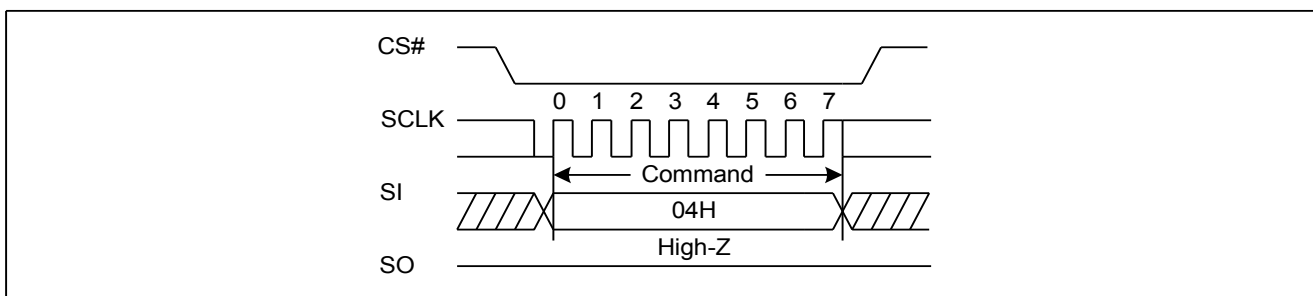 CS#
0 1 2 3 4 5 6 7
SCLK
Command
SI
04H
High-Z
SO